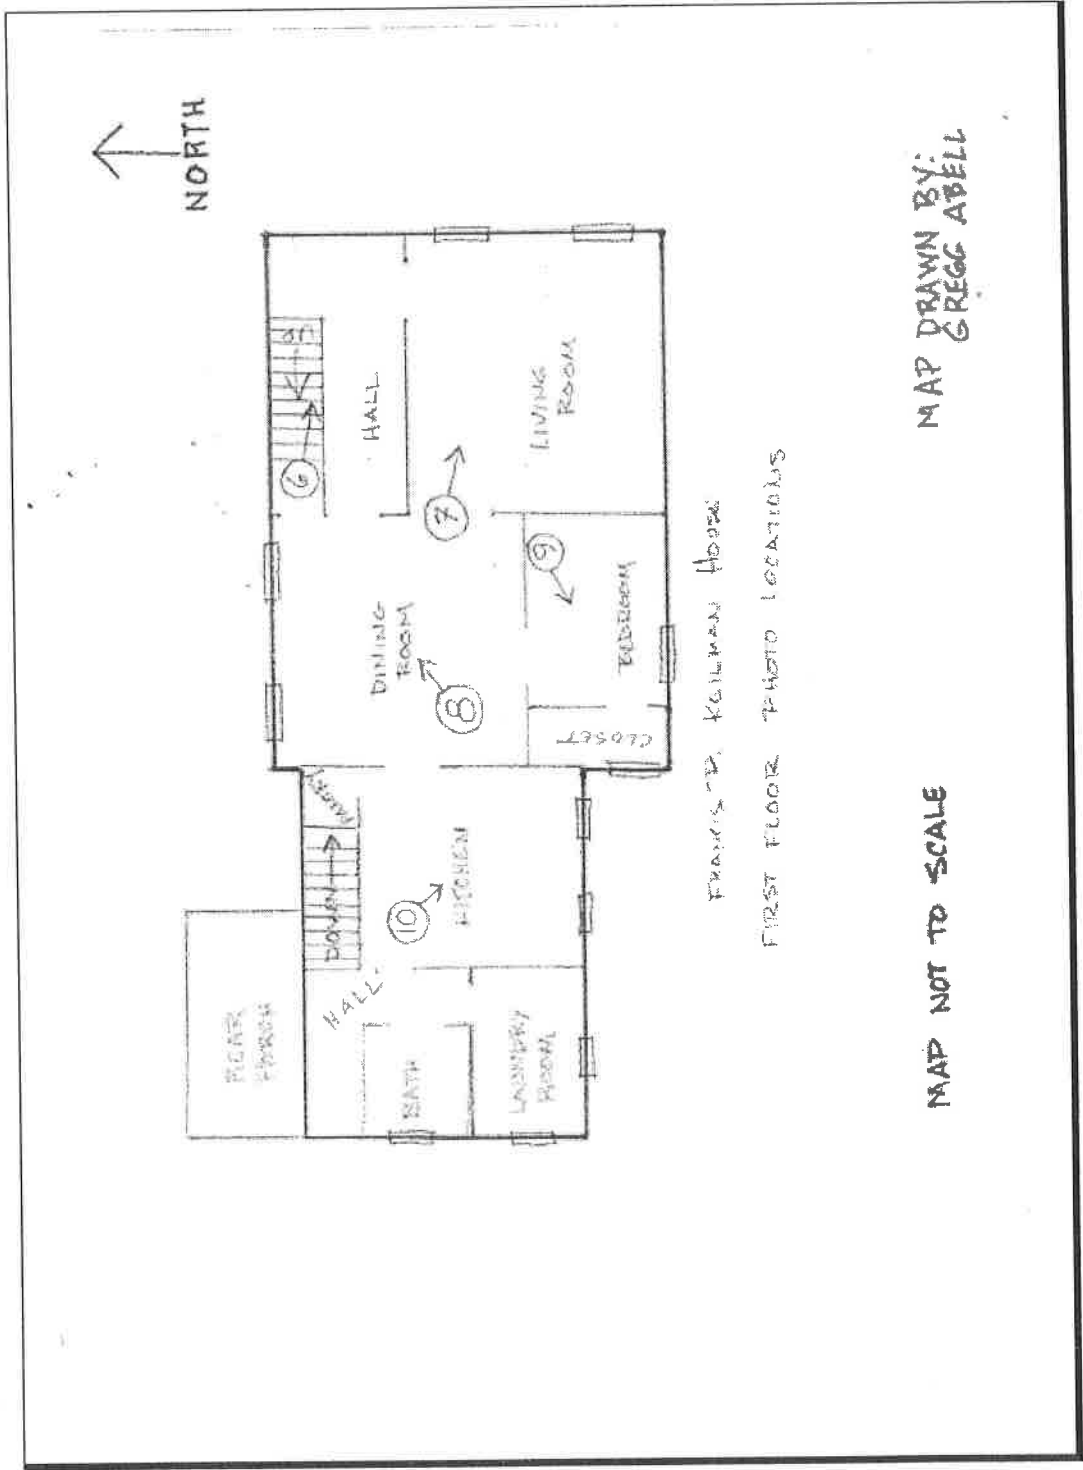 NORTH
UP
6
HALL
LIVING
ROOM
7
DINING
ROOM
8
9
BEDROOM
CLOSET
PANTRY
DOWN
10
KITCHEN
HALL
REAR
PORCH
BATH
LAUNDRY
ROOM
HOUSE
FIRST FLOOR PHOTO LOCATIONS
MAP NOT TO SCALE
MAP DRAWN BY:
GREGG ABELL